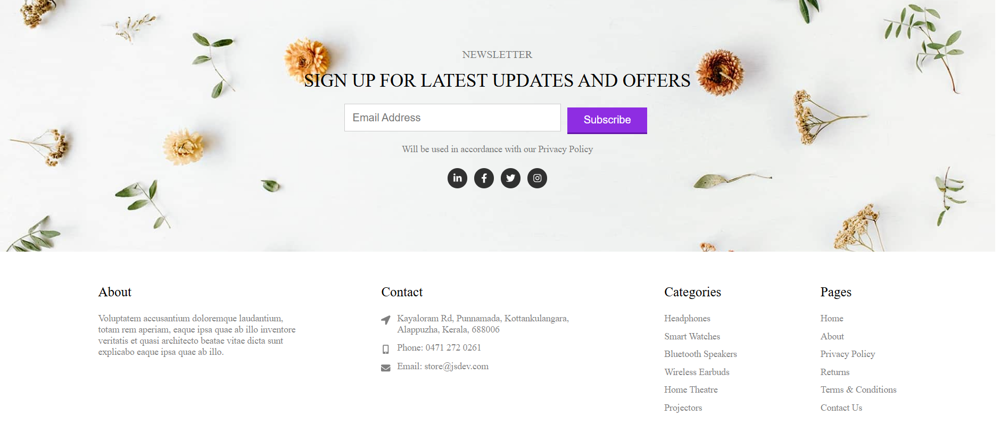 NEWSLETTER
SIGN UP FOR LATEST UPDATES AND OFFERS
Email Address
Subscribe
Will be used in accordance with our Privacy Policy
About
Voluptatem accusantium doloremque laudantium,
totam rem aperiam, eaque ipsa quae ab illo inventore
veritatis et quasi architecto beatae vitae dicta sunt
explicabo eaque ipsa quae ab illo.
Contact
Kayaloram Rd, Punnamada, Kottankulangara,
Alappuzha, Kerala, 688006
Phone: 0471 272 0261
Email: store@jsdev.com
Categories
Headphones
Smart Watches
Bluetooth Speakers
Wireless Earbuds
Home Theatre
Projectors
Pages
Home
About
Privacy Policy
Returns
Terms & Conditions
Contact Us